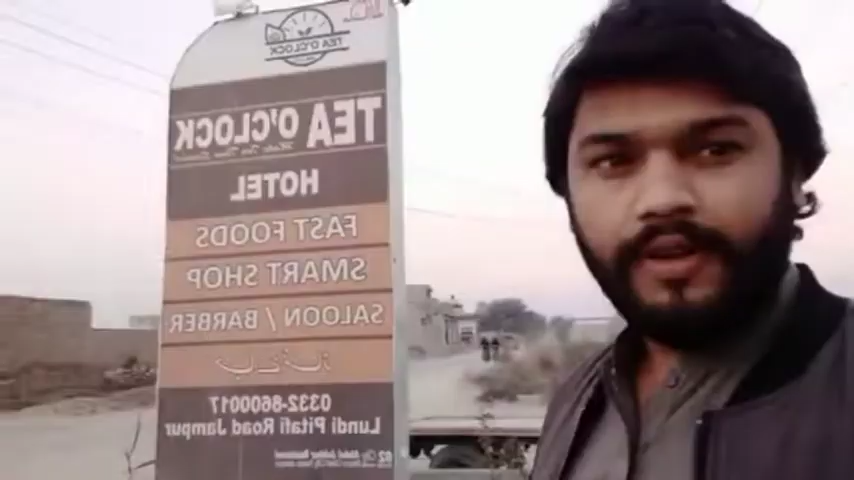 TEA O'CLOCK
TEA O'CLOCK
HOTEL
FAST FOODS
SMART SHOP
SALOON / BARBER
0332-8600017
Lundi Pitafi Road Jampur